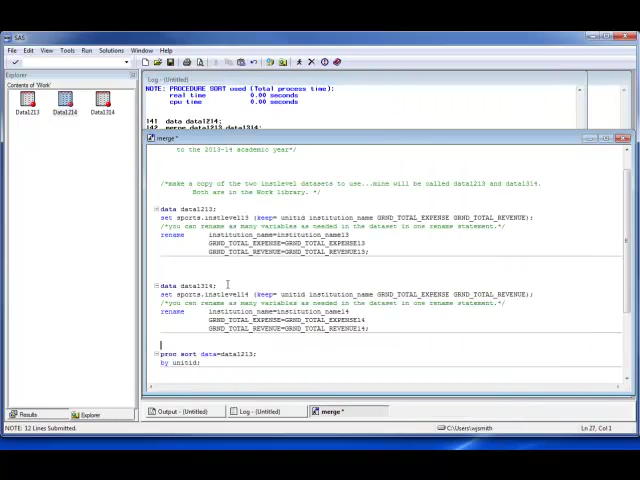 SAS
File Edit View Tools Run Solutions Window Help
Explorer
Contents of 'Work'
Data1213 Data1214 Data1314
Log - (Untitled)
NOTE: PROCEDURE SORT used (Total process time):
real time 0.00 seconds
cpu time 0.00 seconds
141 data data1214;
142 merge data1213 data1314;
merge *
to the 2013-14 academic year*/
/*make a copy of the two instlevel datasets to use...mine will be called data1213 and data1314.
Both are in the Work library. */
data data1213;
set sports.instlevel13 (keep= unitid institution_name GRND_TOTAL_EXPENSE GRND_TOTAL_REVENUE);
/*you can rename as many variables as needed in the dataset in one rename statement.*/
rename institution_name=institution_name13
GRND_TOTAL_EXPENSE=GRND_TOTAL_EXPENSE13
GRND_TOTAL_REVENUE=GRND_TOTAL_REVENUE13;
data data1314;
set sports.instlevel14 (keep= unitid institution_name GRND_TOTAL_EXPENSE GRND_TOTAL_REVENUE);
/*you can rename as many variables as needed in the dataset in one rename statement.*/
rename institution_name=institution_name14
GRND_TOTAL_EXPENSE=GRND_TOTAL_EXPENSE14
GRND_TOTAL_REVENUE=GRND_TOTAL_REVENUE14;
proc sort data=data1213;
by unitid;
Results Explorer Output - (Untitled) Log - (Untitled) merge *
NOTE: 12 Lines Submitted. C:\Users\wjsmith Ln 27, Col 1